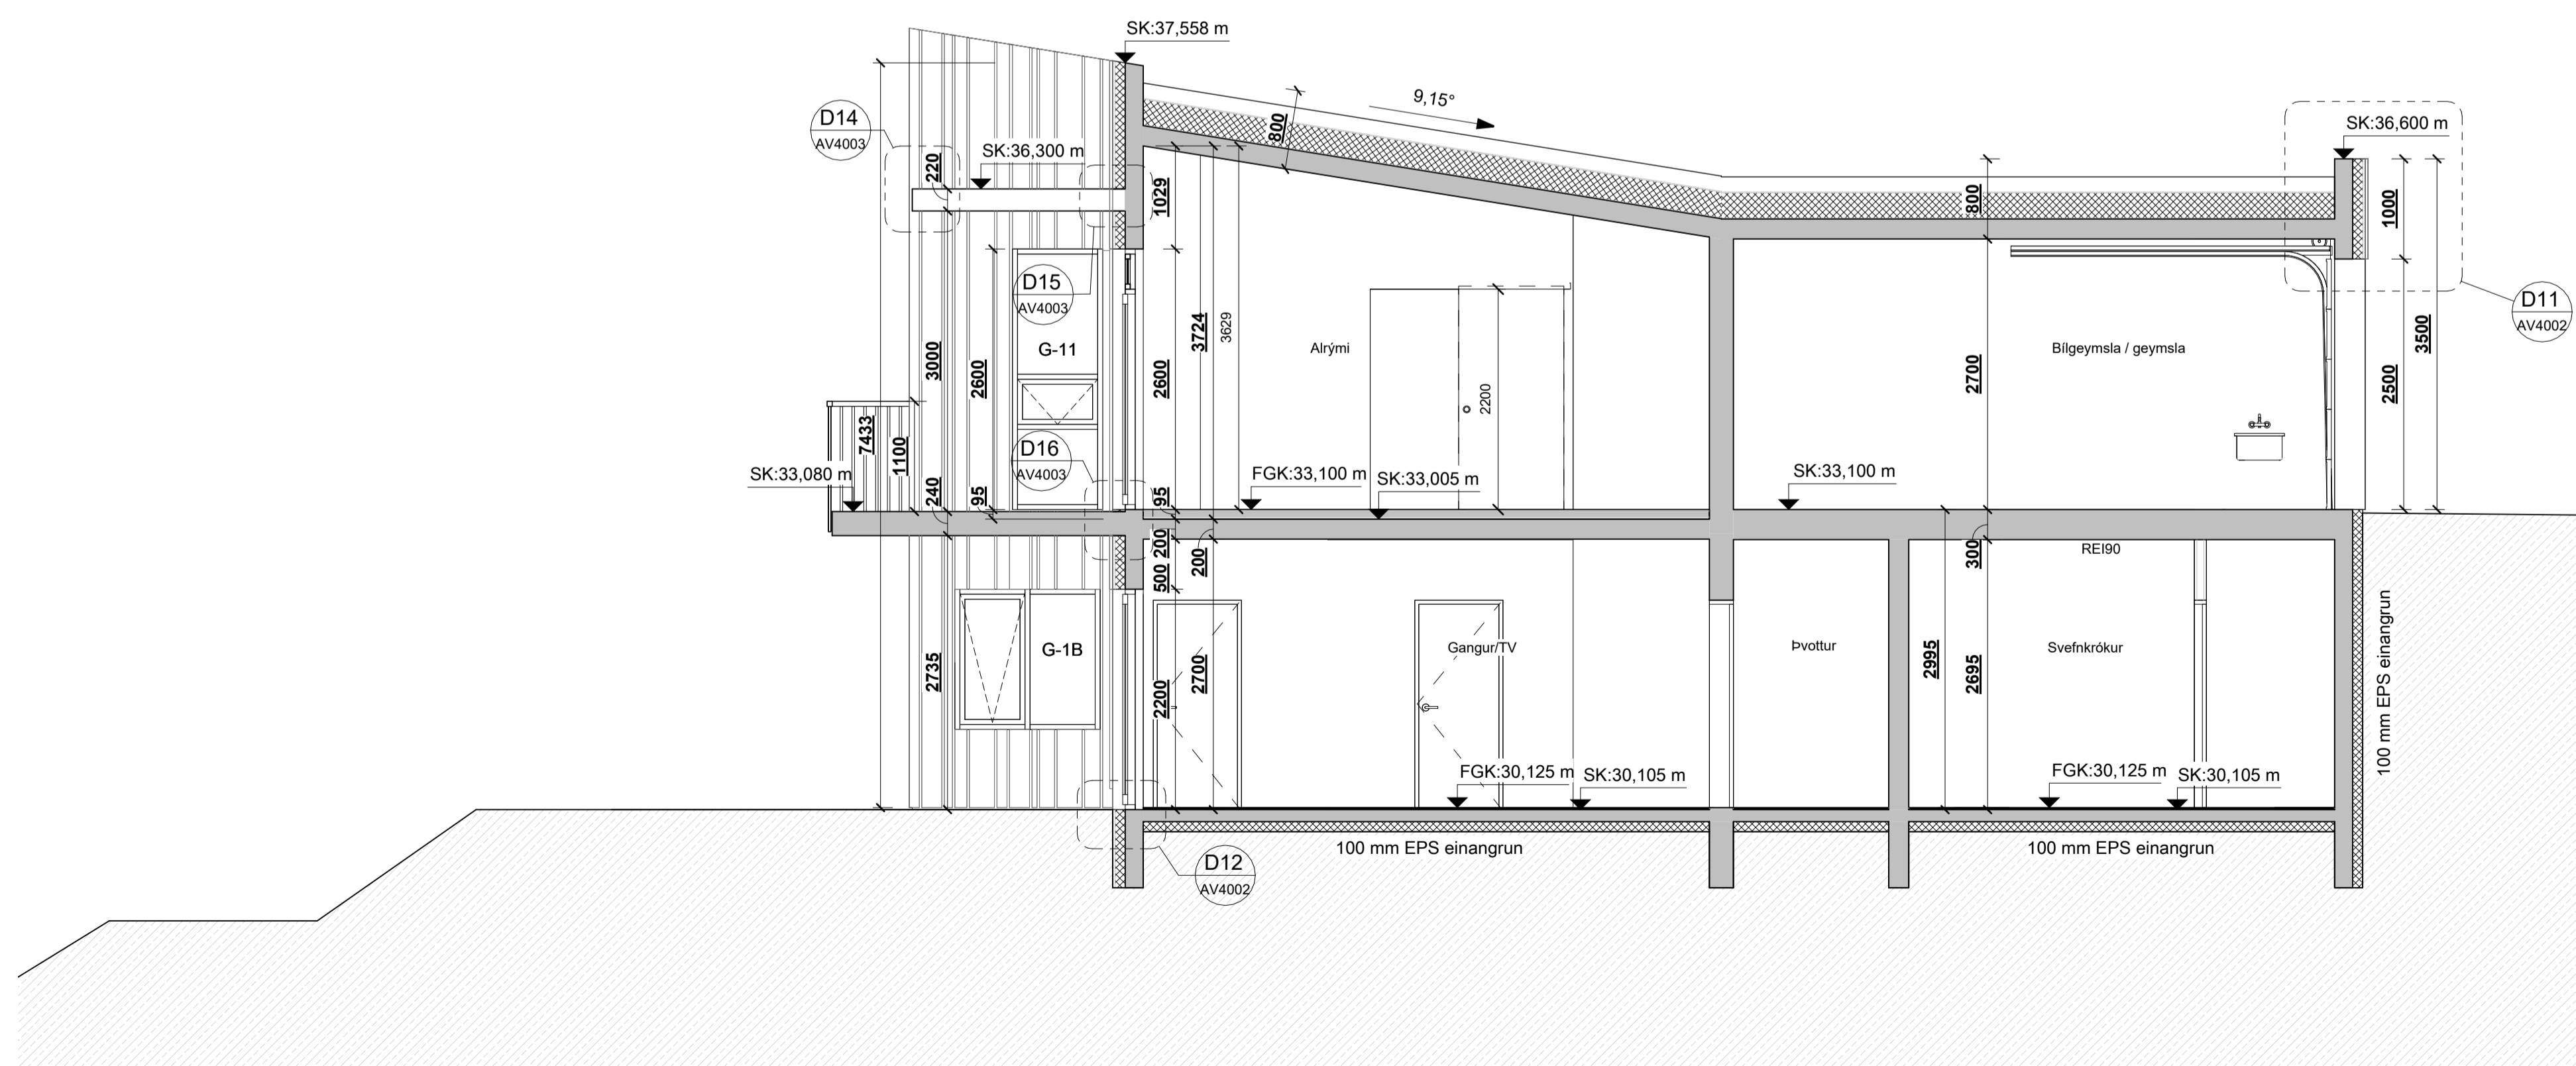 SK:37,558 m
9,15°
800
D14
AV4003
SK:36,300 m
220
1029
SK:36,600 m
800
1000
D15
AV4003
G-11
3000
2600
2600
3724
3629
Alrými
2200
2700
Bílgeymsla / geymsla
2500
3500
D11
AV4002
7433
1100
D16
AV4003
SK:33,080 m
240
95
95
FGK:33,100 m
SK:33,005 m
SK:33,100 m
200
200
500
300
REI90
G-1B
2735
2200
2700
Gangur/TV
Þvottur
2995
2695
Svefnkrókur
100 mm EPS einangrun
FGK:30,125 m
SK:30,105 m
FGK:30,125 m
SK:30,105 m
100 mm EPS einangrun
100 mm EPS einangrun
D12
AV4002